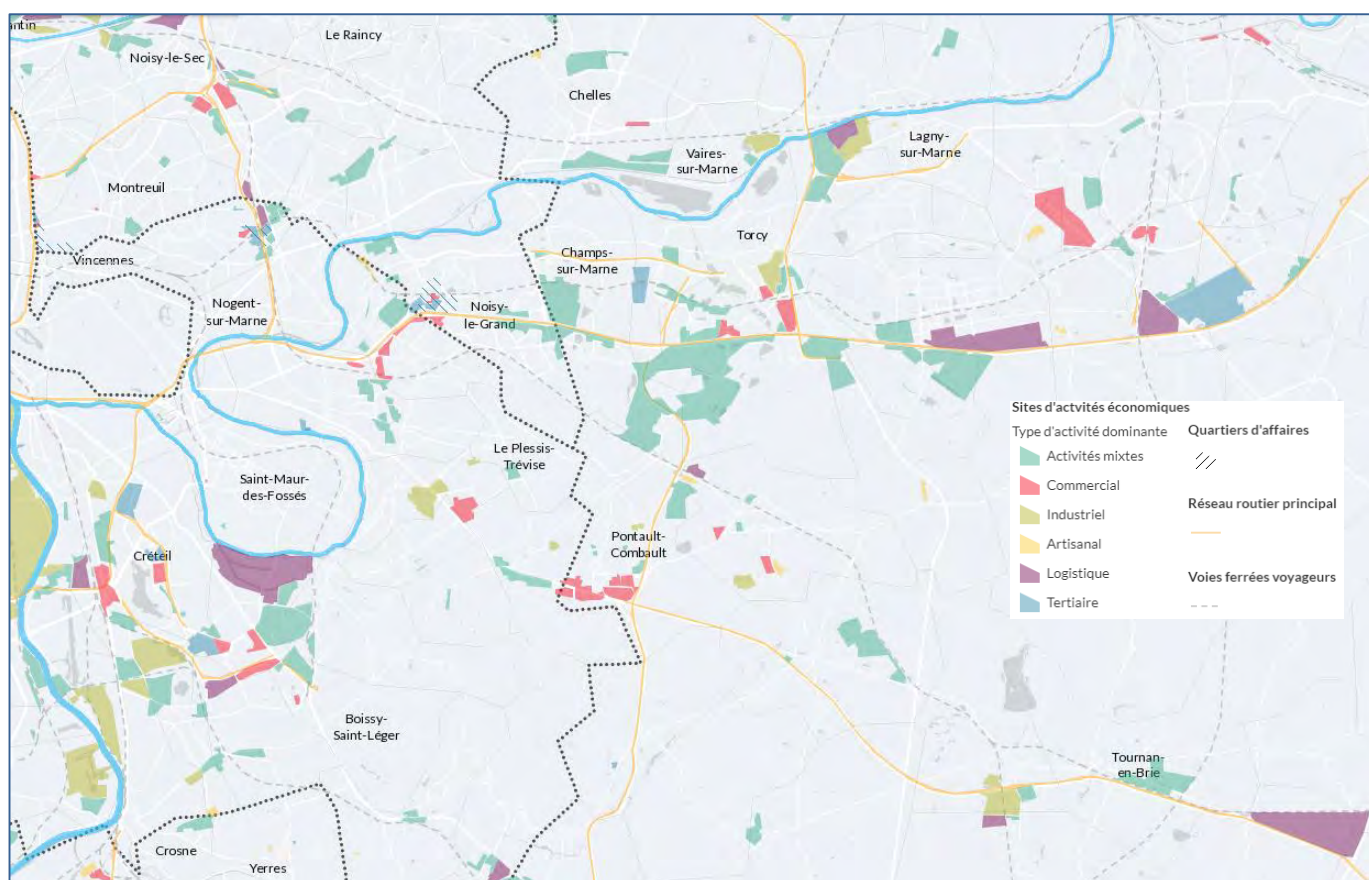 antin
Le Raincy
Noisy-le-Sec
Chelles
Lagny-
sur-Marne
Vaires-
sur-Marne
Montreuil
Torcy
Vincennes
Champs-
sur-Marne
Nogent-
sur-Marne
Noisy-
le-Grand
Le Plessis-
Trévise
Saint-Maur-
des-Fossés
Pontault-
Combault
Créteil
Boissy-
Saint-Léger
Tournan-
en-Brie
Crosne
Yerres
Sites d'actvités économiques
Type d'activité dominante
Activités mixtes
Commercial
Industriel
Artisanal
Logistique
Tertiaire
Quartiers d'affaires
Réseau routier principal
Voies ferrées voyageurs